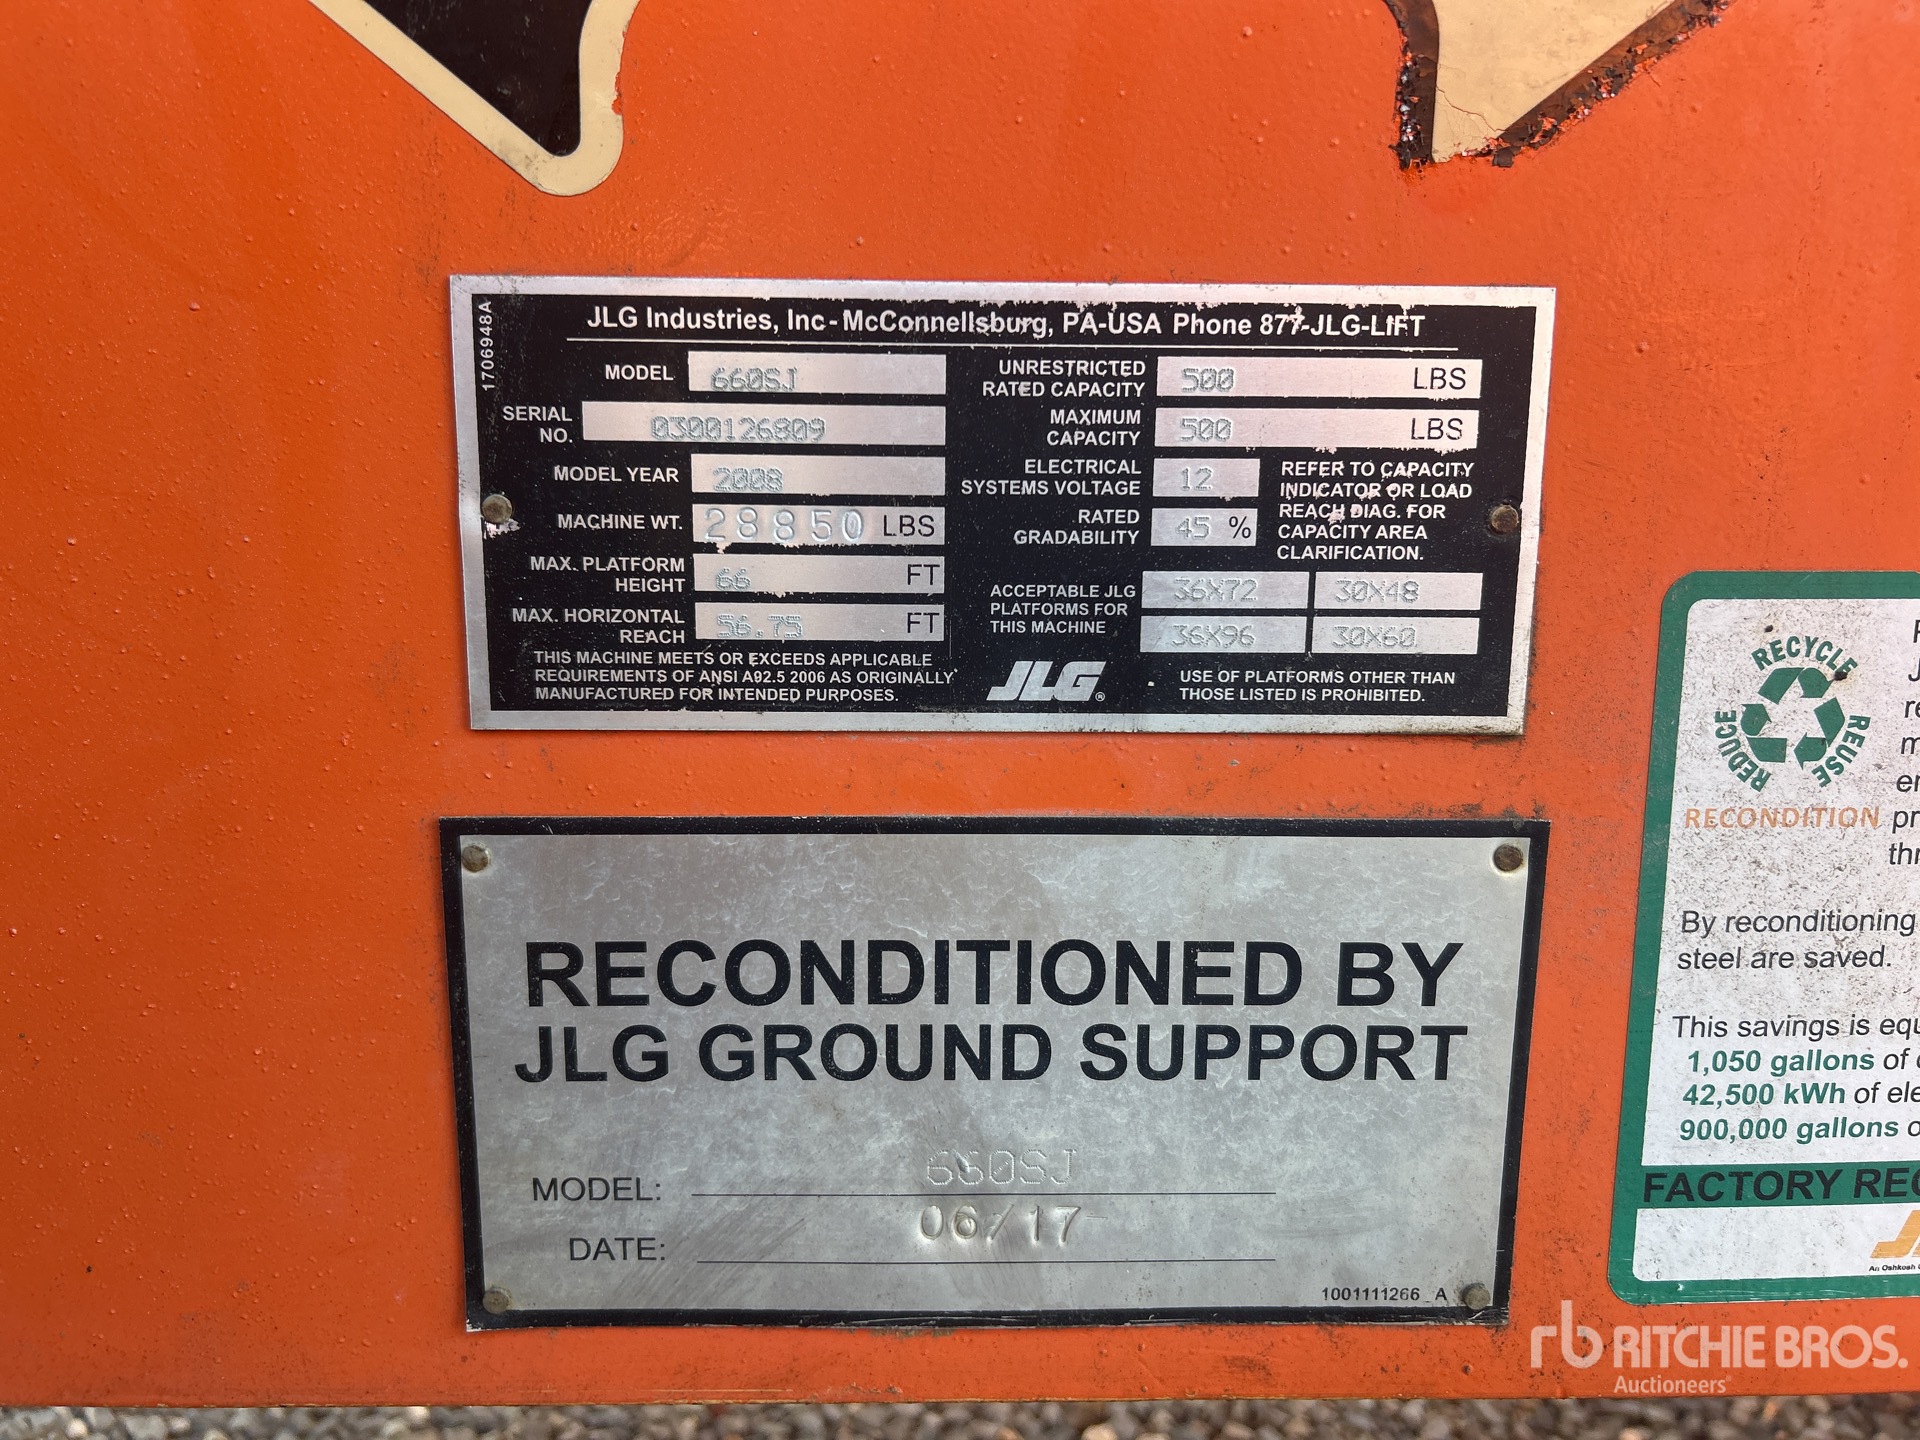 1706948A
JLG Industries, Inc - McConnellsburg, PA-USA Phone 877-JLG-LIFT
MODEL 660SJ
SERIAL NO. 0300126809
MODEL YEAR 2008
MACHINE WT. 28850 LBS
MAX. PLATFORM HEIGHT 66 FT
MAX. HORIZONTAL REACH 56.75 FT
THIS MACHINE MEETS OR EXCEEDS APPLICABLE
REQUIREMENTS OF ANSI A92.5 2006 AS ORIGINALLY
MANUFACTURED FOR INTENDED PURPOSES.
UNRESTRICTED RATED CAPACITY 500 LBS
MAXIMUM CAPACITY 500 LBS
ELECTRICAL SYSTEMS VOLTAGE 12
RATED GRADABILITY 45 %
REFER TO CAPACITY
INDICATOR OR LOAD
REACH DIAG. FOR
CAPACITY AREA
CLARIFICATION.
ACCEPTABLE JLG
PLATFORMS FOR
THIS MACHINE
36X72 30X48
36X96 30X60
JLG®
USE OF PLATFORMS OTHER THAN
THOSE LISTED IS PROHIBITED.
RECONDITIONED BY
JLG GROUND SUPPORT
MODEL: 660SJ
DATE: 06/17
1001111266 A
RECYCLE
REUSE
REDUCE
RECONDITION
By reconditioning
steel are saved.
This savings is
1,050 gallons of
42,500 kWh of
900,000 gallons
FACTORY
An Oshkosh
rb RITCHIE BROS.
Auctioneers